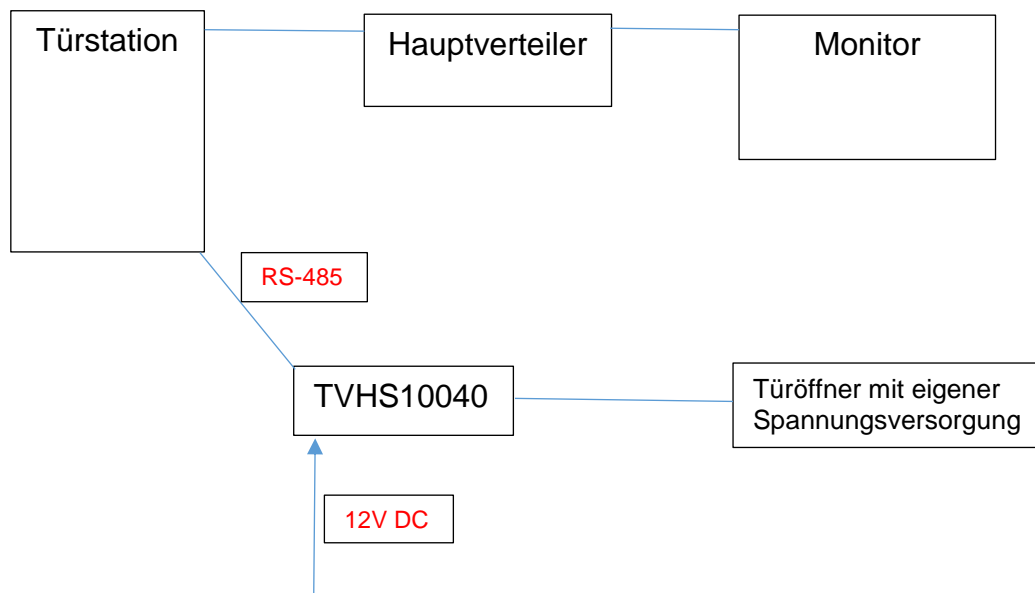 Türstation
Hauptverteiler
Monitor
RS-485
TVHS10040
Türöffner mit eigener
Spannungsversorgung
12V DC